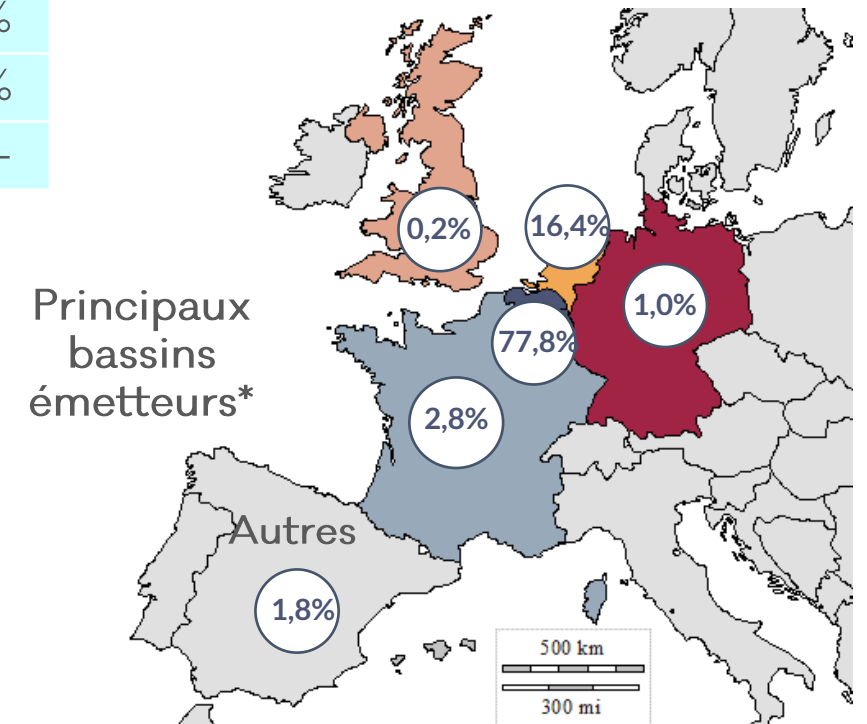 %
%
-
0,2%
16,4%
1,0%
Principaux
bassins
émetteurs*
77,8%
2,8%
Autres
1,8%
500 km
300 mi